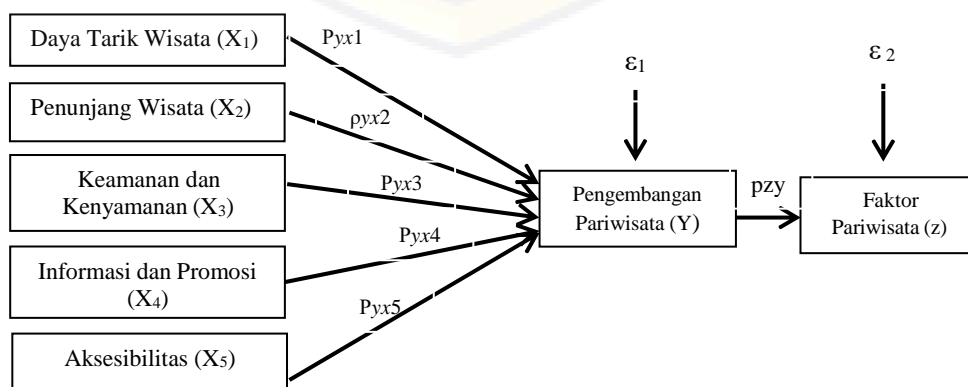 Daya Tarik Wisata (X₁)
Pyx1
ε₁
ε 2
Penunjang Wisata (X₂)
ρyx2
Keamanan dan
Kenyamanan (X₃)
Pyx3
Pengembangan
Pariwisata (Y)
pzy
Faktor
Pariwisata (z)
Informasi dan Promosi
(X₄)
Pyx4
Pyx5
Aksesibilitas (X₅)